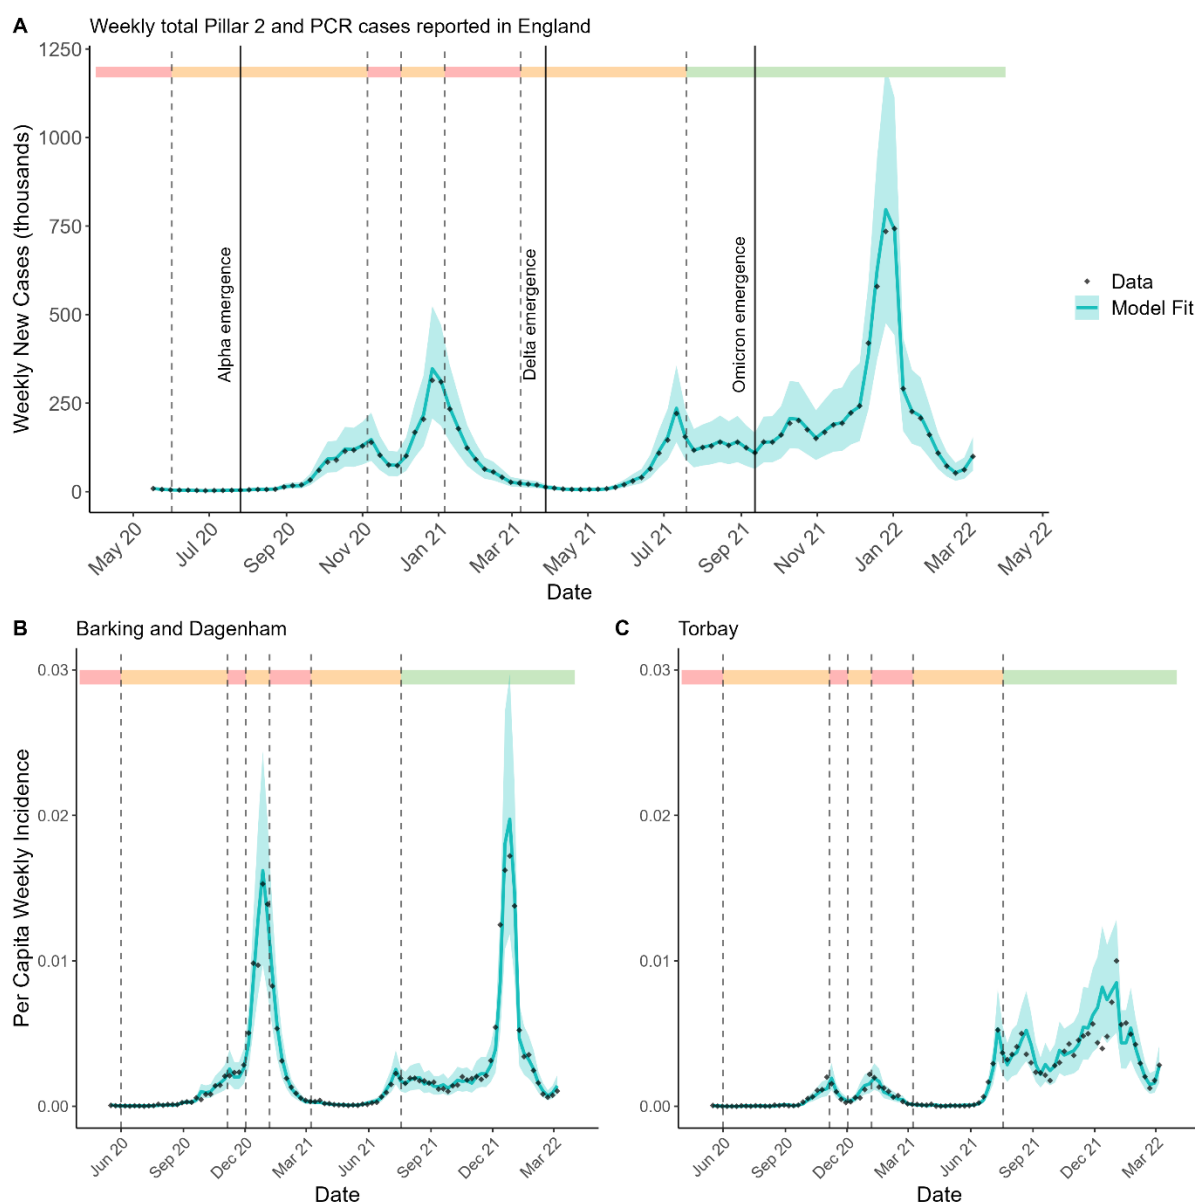 A Weekly total Pillar 2 and PCR cases reported in England
Weekly New Cases (thousands)
1250
1000
750
500
250
0
Alpha emergence
Delta emergence
Omicron emergence
Data
Model Fit
May 20 Jul 20 Sep 20 Nov 20 Jan 21 Mar 21 May 21 Jul 21 Sep 21 Nov 21 Jan 22 Mar 22 May 22
Date
B Barking and Dagenham
Per Capita Weekly Incidence
0.03
0.02
0.01
0.00
Jun 20 Sep 20 Dec 20 Mar 21 Jun 21 Sep 21 Dec 21 Mar 22
Date
C Torbay
0.03
0.02
0.01
0.00
Jun 20 Sep 20 Dec 20 Mar 21 Jun 21 Sep 21 Dec 21 Mar 22
Date